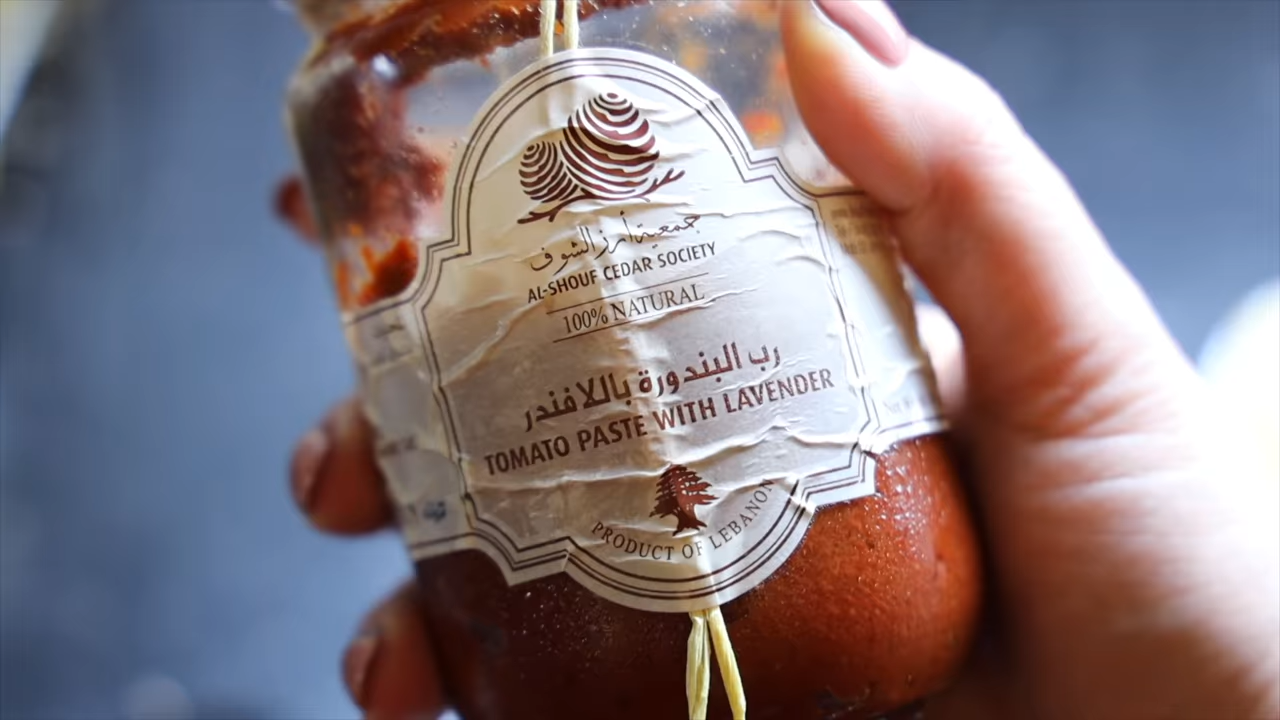 جمعية أرز الشوف
AL-SHOUF CEDAR SOCIETY
100% NATURAL
رب البندورة باللافندر
TOMATO PASTE WITH LAVENDER
PRODUCT OF LEBANON